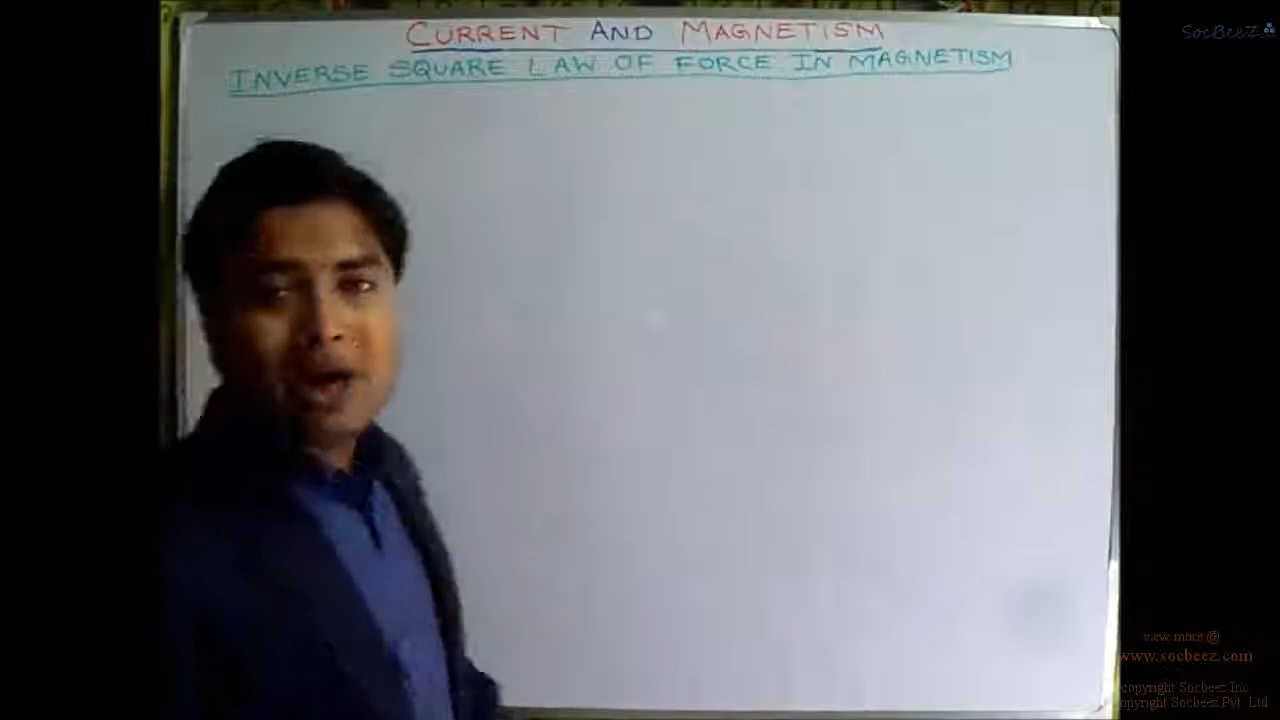 CURRENT AND MAGNETISM
SocBeeZ
INVERSE SQUARE LAW OF FORCE IN MAGNETISM
view more @
www.socbeez.com
copyright Socbeez Inc
copyright Socbeez Pvt Ltd